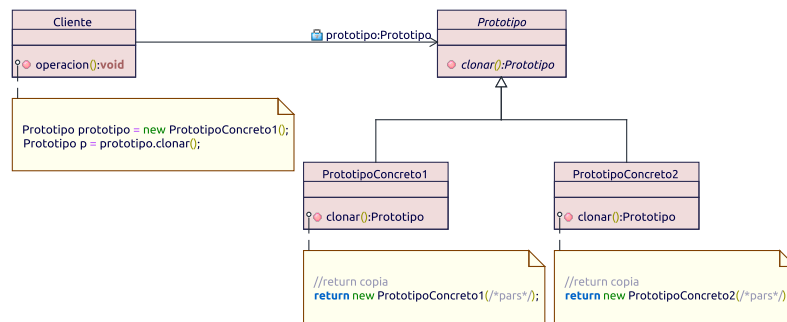 Cliente
operacion():void
prototipo:Prototipo
Prototipo
clonar():Prototipo
Prototipo prototipo = new PrototipoConcreto1();
Prototipo p = prototipo.clonar();
PrototipoConcreto1
clonar():Prototipo
PrototipoConcreto2
clonar():Prototipo
//return copia
return new PrototipoConcreto1(/*pars*/);
//return copia
return new PrototipoConcreto2(/*pars*/)